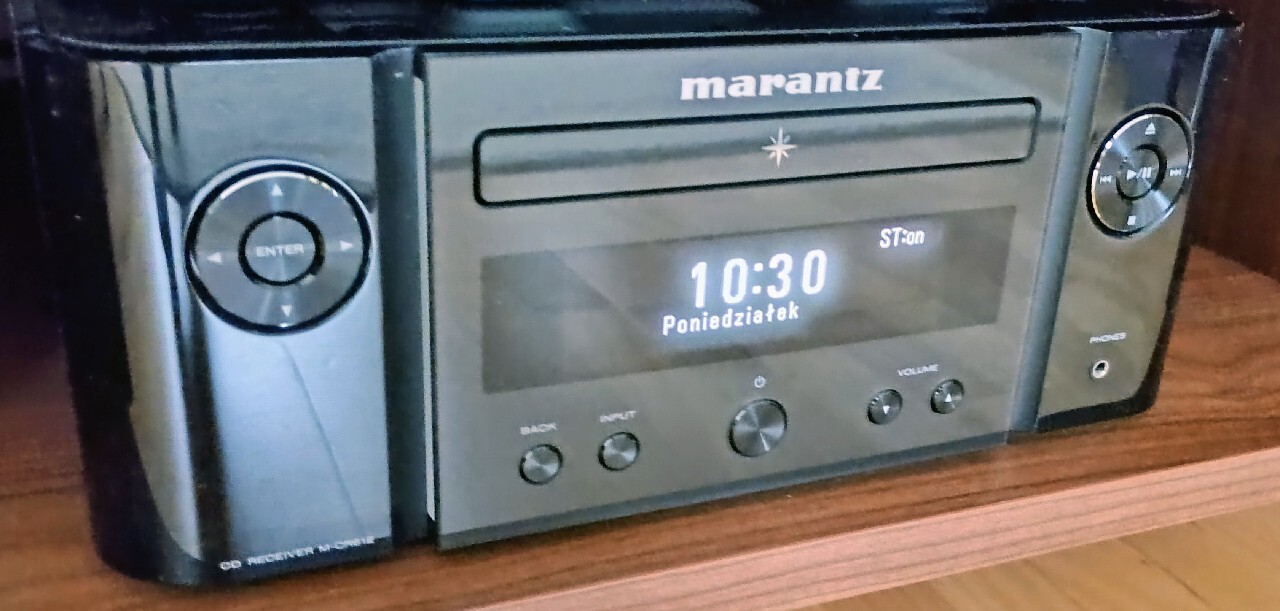 marantz
ST:on
10:30
Poniedziałek
ENTER
PHONES
VOLUME
BACK
INPUT
CD RECEIVER M-CR612